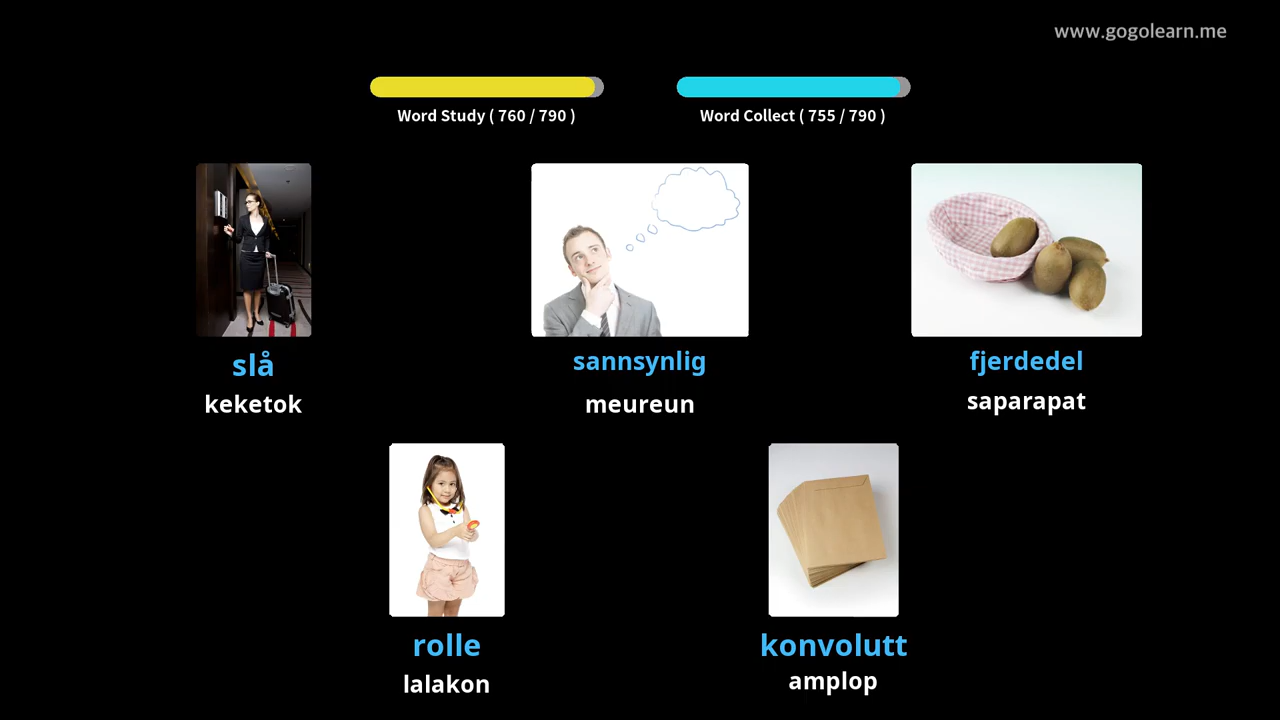 www.gogolearn.me
Word Study ( 760 / 790 )
Word Collect ( 755 / 790 )
slå
sannsynlig
fjerdedel
keketok
meureun
saparapat
rolle
konvolutt
lalakon
amplop